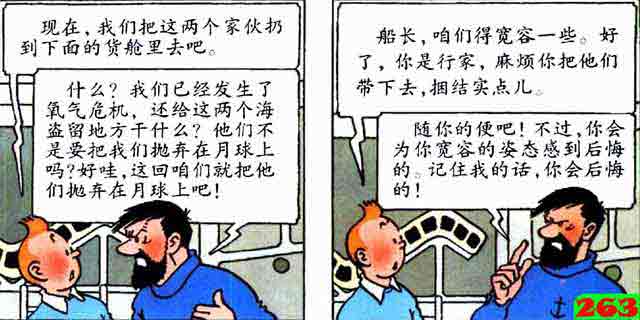 现在，我们把这两个家伙扔
到下面的货舱里去吧。
什么？我们已经发生了
氧气危机，还给这两个海
盗留地方干什么？他们不
是要把我们抛弃在月球上
吗？好哇，这回咱们就把他
们抛弃在月球上吧！
船长，咱们得宽容一些。好
了，你是行家，麻烦你把他们
带下去，捆结实点儿。
随你的便吧！不过，你会
为你宽容的姿态感到后悔
的。记住我的话，你会后悔
的！
263